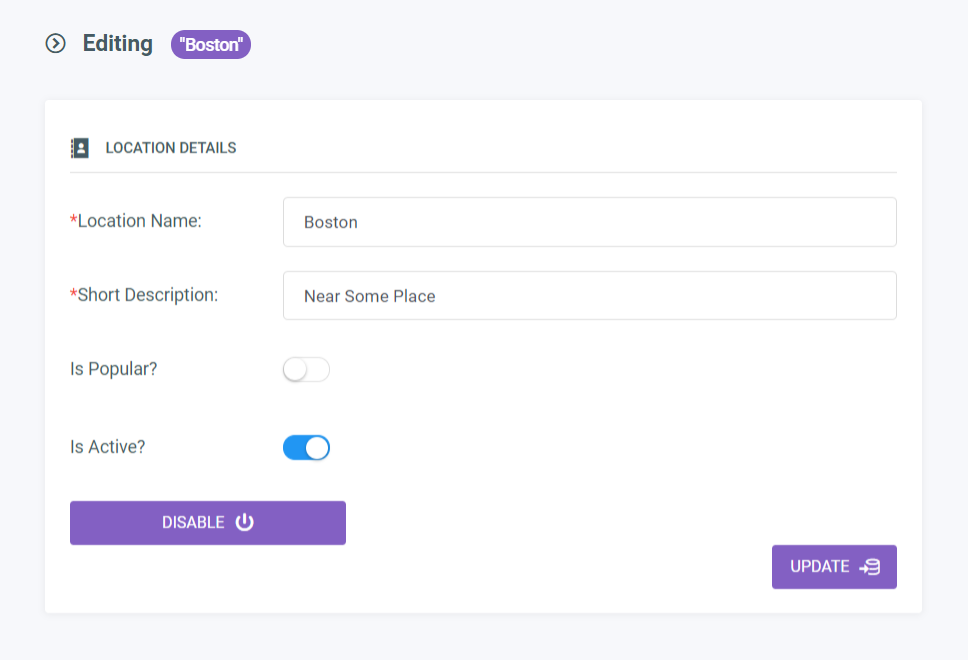 Editing "Boston"
LOCATION DETAILS
*Location Name: Boston
*Short Description: Near Some Place
Is Popular?
Is Active?
DISABLE
UPDATE